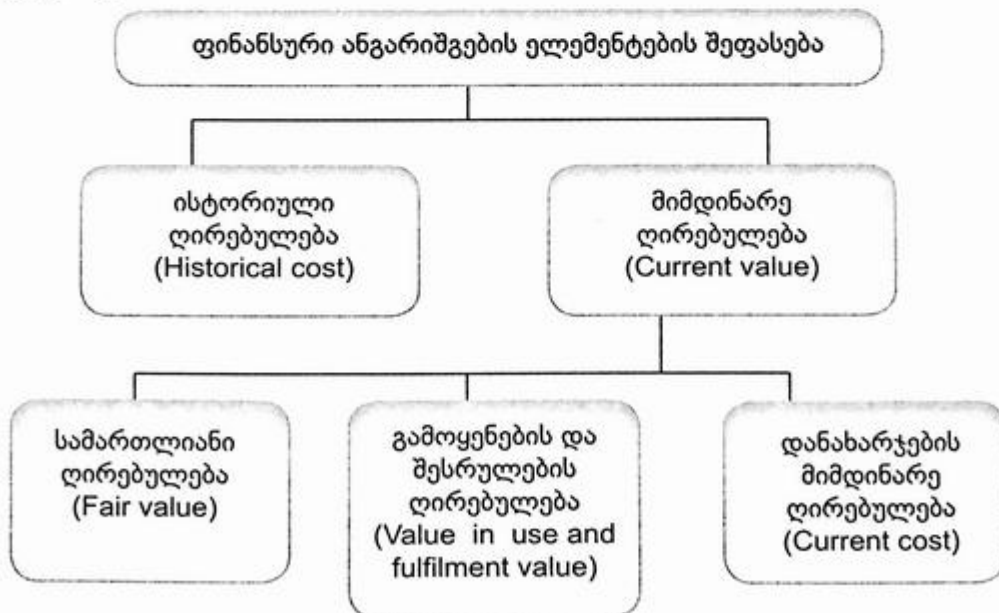 ფინანსური ანგარიშგების ელემენტების შეფასება
ისტორიული
ღირებულება
(Historical cost)
მიმდინარე
ღირებულება
(Current value)
სამართლიანი
ღირებულება
(Fair value)
გამოყენების და
შესრულების
ღირებულება
(Value in use and
fulfilment value)
დანახარჯების
მიმდინარე
ღირებულება
(Current cost)